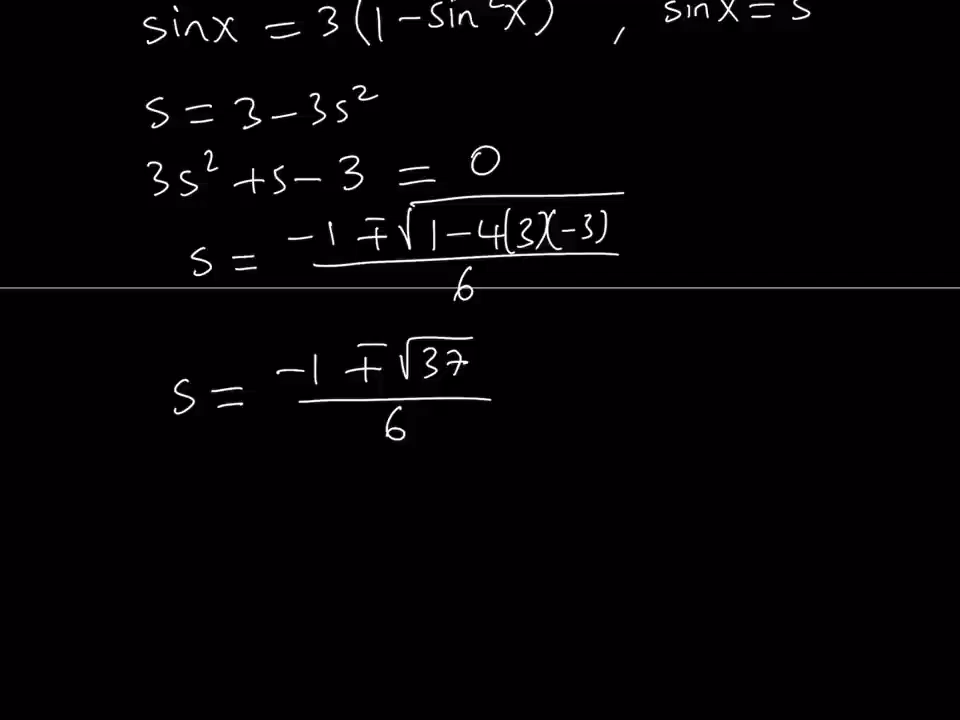 sinx = 3(1-sin²x) , sinx = s
s = 3-3s²
3s² +s-3 = 0
s = (-1 ∓ √(1-4(3)(-3))) / 6
s = (-1 ∓ √37) / 6